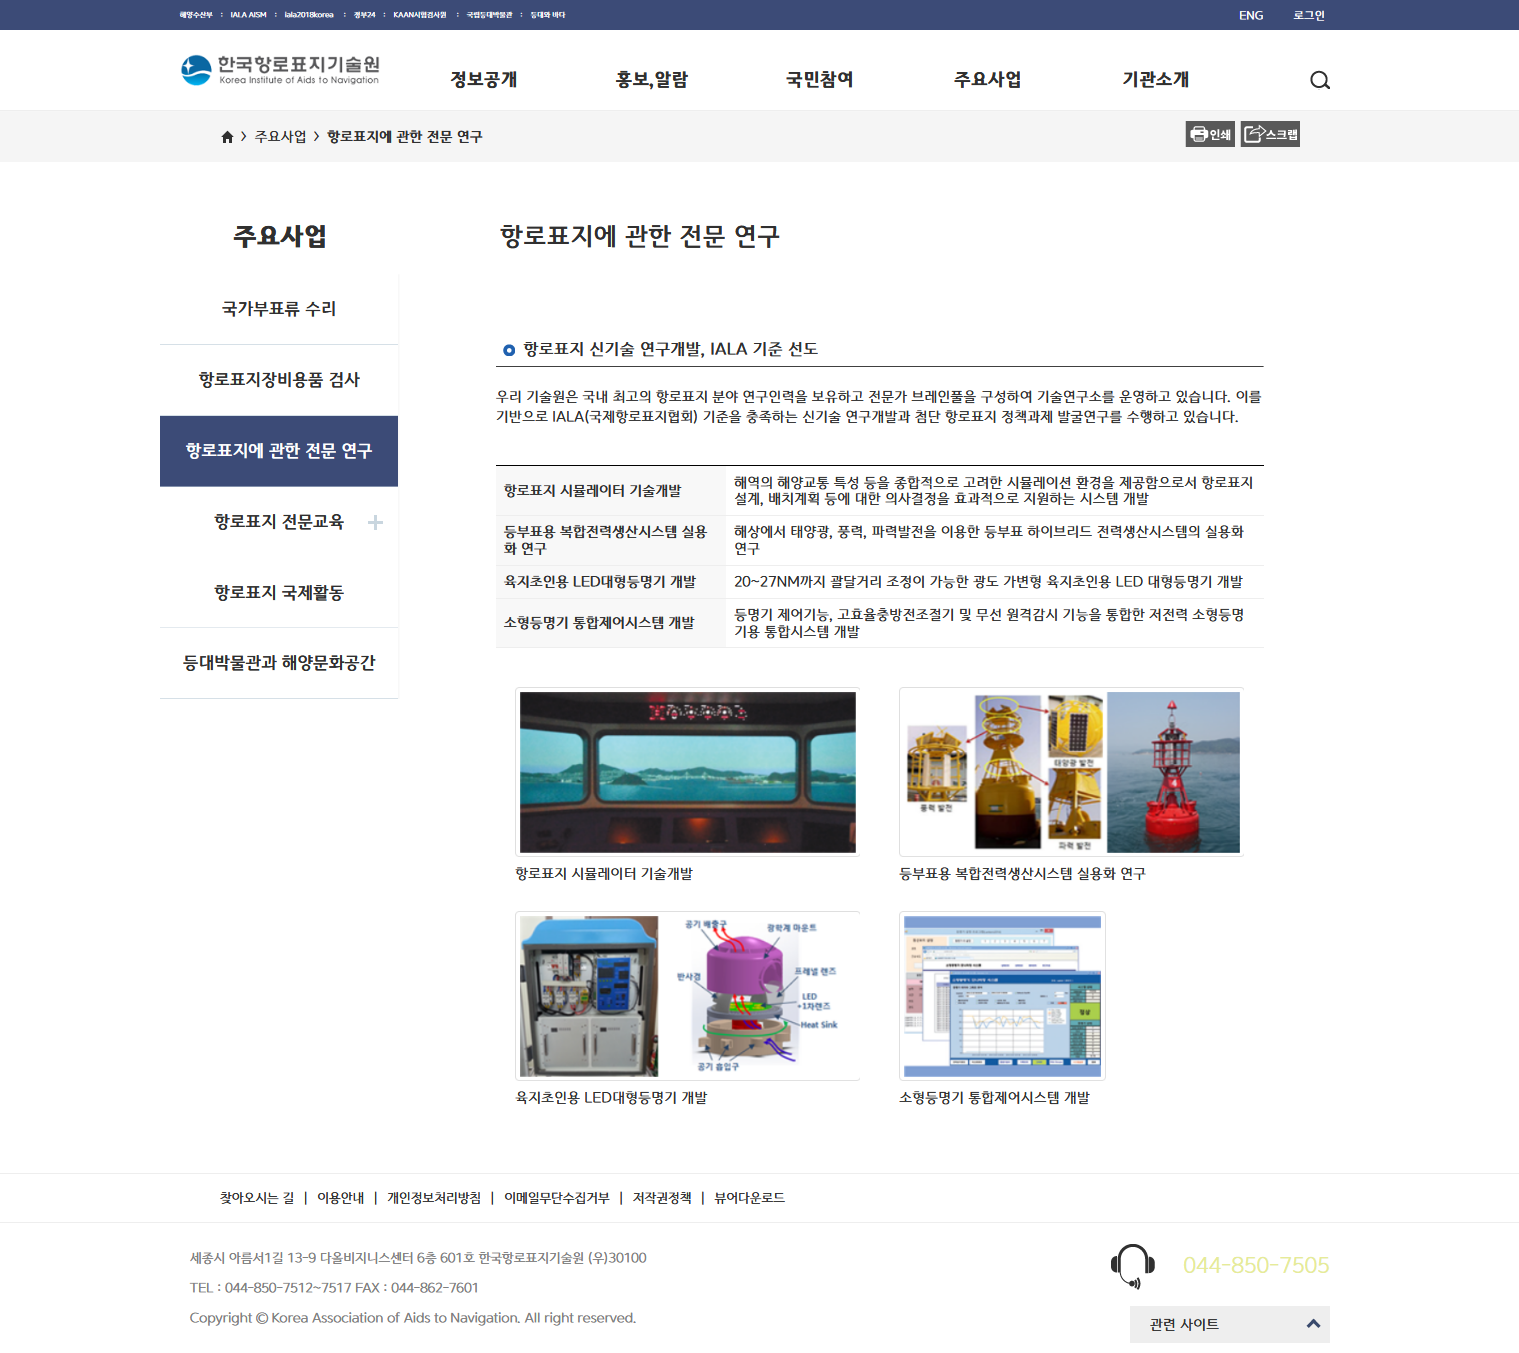 해양수산부 : IALA AISM : iala2018korea : 정부24 : KAAN시험검사원 : 국립등대박물관 : 등대와 바다
ENG 로그인
한국항로표지기술원
Korea Institute of Aids to Navigation
정보공개 홍보,알람 국민참여 주요사업 기관소개
주요사업 > 항로표지에 관한 전문 연구
인쇄 스크랩
주요사업
국가부표류 수리
항로표지장비용품 검사
항로표지에 관한 전문 연구
항로표지 전문교육
항로표지 국제활동
등대박물관과 해양문화공간
항로표지에 관한 전문 연구
항로표지 신기술 연구개발, IALA 기준 선도
우리 기술원은 국내 최고의 항로표지 분야 연구인력을 보유하고 전문가 브레인풀을 구성하여 기술연구소를 운영하고 있습니다. 이를
기반으로 IALA(국제항로표지협회) 기준을 충족하는 신기술 연구개발과 첨단 항로표지 정책과제 발굴연구를 수행하고 있습니다.
항로표지 시뮬레이터 기술개발
해역의 해양교통 특성 등을 종합적으로 고려한 시뮬레이션 환경을 제공함으로서 항로표지
설계, 배치계획 등에 대한 의사결정을 효과적으로 지원하는 시스템 개발
등부표용 복합전력생산시스템 실용
화 연구
해상에서 태양광, 풍력, 파력발전을 이용한 등부표 하이브리드 전력생산시스템의 실용화
연구
육지초인용 LED대형등명기 개발
20~27NM까지 괄달거리 조정이 가능한 광도 가변형 육지초인용 LED 대형등명기 개발
소형등명기 통합제어시스템 개발
등명기 제어기능, 고효율충방전조절기 및 무선 원격감시 기능을 통합한 저전력 소형등명
기용 통합시스템 개발
태양광 발전
풍력 발전
파력 발전
항로표지 시뮬레이터 기술개발
등부표용 복합전력생산시스템 실용화 연구
공기 배출구
광학계 마운트
반사경
프레넬 렌즈
LED
+1차렌즈
Heat Sink
공기 흡입구
정상
육지초인용 LED대형등명기 개발
소형등명기 통합제어시스템 개발
찾아오시는 길 | 이용안내 | 개인정보처리방침 | 이메일무단수집거부 | 저작권정책 | 뷰어다운로드
세종시 아름서1길 13-9 다올비지니스센터 6층 601호 한국항로표지기술원 (우)30100
TEL : 044-850-7512~7517 FAX : 044-862-7601
Copyright © Korea Association of Aids to Navigation. All right reserved.
044-850-7505
관련 사이트